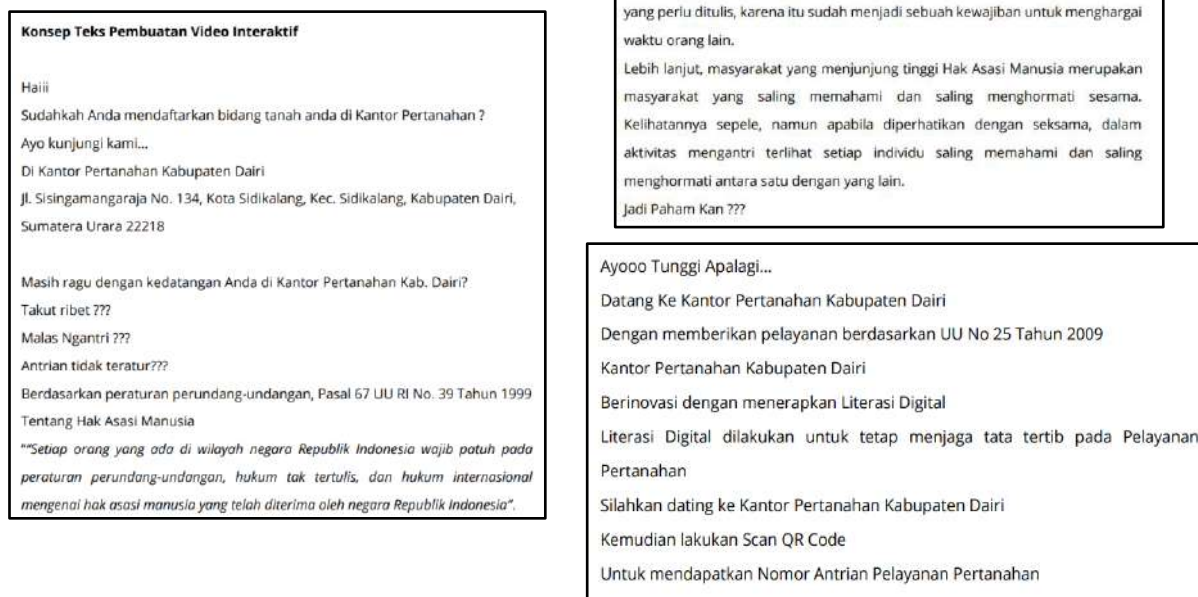 Konsep Teks Pembuatan Video Interaktif
Haiii
Sudahkah Anda mendaftarkan bidang tanah anda di Kantor Pertanahan ?
Ayo kunjungi kami...
Di Kantor Pertanahan Kabupaten Dairi
Jl. Sisingamangaraja No. 134, Kota Sidikalang, Kec. Sidikalang, Kabupaten Dairi,
Sumatera Urara 22218
Masih ragu dengan kedatangan Anda di Kantor Pertanahan Kab. Dairi?
Takut ribet ???
Malas Ngantri ???
Antrian tidak teratur???
Berdasarkan peraturan perundang-undangan, Pasal 67 UU RI No. 39 Tahun 1999
Tentang Hak Asasi Manusia
""Setiap orang yang ada di wilayah negara Republik Indonesia wajib patuh pada
peraturan perundang-undangan, hukum tak tertulis, dan hukum internasional
mengenai hak asasi manusia yang telah diterima oleh negara Republik Indonesia".
yang perlu ditulis, karena itu sudah menjadi sebuah kewajiban untuk menghargai
waktu orang lain.
Lebih lanjut, masyarakat yang menjunjung tinggi Hak Asasi Manusia merupakan
masyarakat yang saling memahami dan saling menghormati sesama.
Kelihatannya sepele, namun apabila diperhatikan dengan seksama, dalam
aktivitas mengantri terlihat setiap individu saling memahami dan saling
menghormati antara satu dengan yang lain.
Jadi Paham Kan ???
Ayooo Tunggi Apalagi...
Datang Ke Kantor Pertanahan Kabupaten Dairi
Dengan memberikan pelayanan berdasarkan UU No 25 Tahun 2009
Kantor Pertanahan Kabupaten Dairi
Berinovasi dengan menerapkan Literasi Digital
Literasi Digital dilakukan untuk tetap menjaga tata tertib pada Pelayanan
Pertanahan
Silahkan dating ke Kantor Pertanahan Kabupaten Dairi
Kemudian lakukan Scan QR Code
Untuk mendapatkan Nomor Antrian Pelayanan Pertanahan